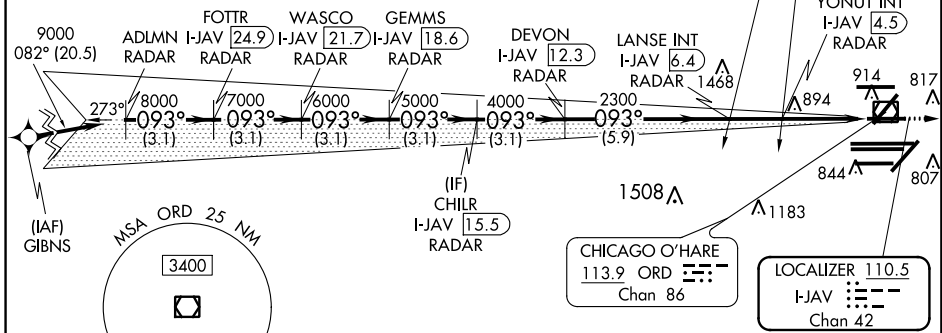 9000
082° (20.5)
ADLMN
RADAR
FOTTR
I-JAV 24.9
RADAR
WASCO
I-JAV 21.7
RADAR
GEMMS
I-JAV 18.6
RADAR
DEVON
I-JAV 12.3
RADAR
LANSE INT
I-JAV 6.4
RADAR
YONUT INT
I-JAV 4.5
RADAR
1468
894
914
817
273°
8000
093°
(3.1)
7000
093°
(3.1)
6000
093°
(3.1)
5000
093°
(3.1)
4000
093°
(3.1)
2300
093°
(5.9)
844
807
(IAF)
GIBNS
(IF)
CHILR
I-JAV 15.5
RADAR
1508
1183
MSA ORD 25 NM
3400
CHICAGO O'HARE
113.9 ORD
Chan 86
LOCALIZER 110.5
I-JAV
Chan 42